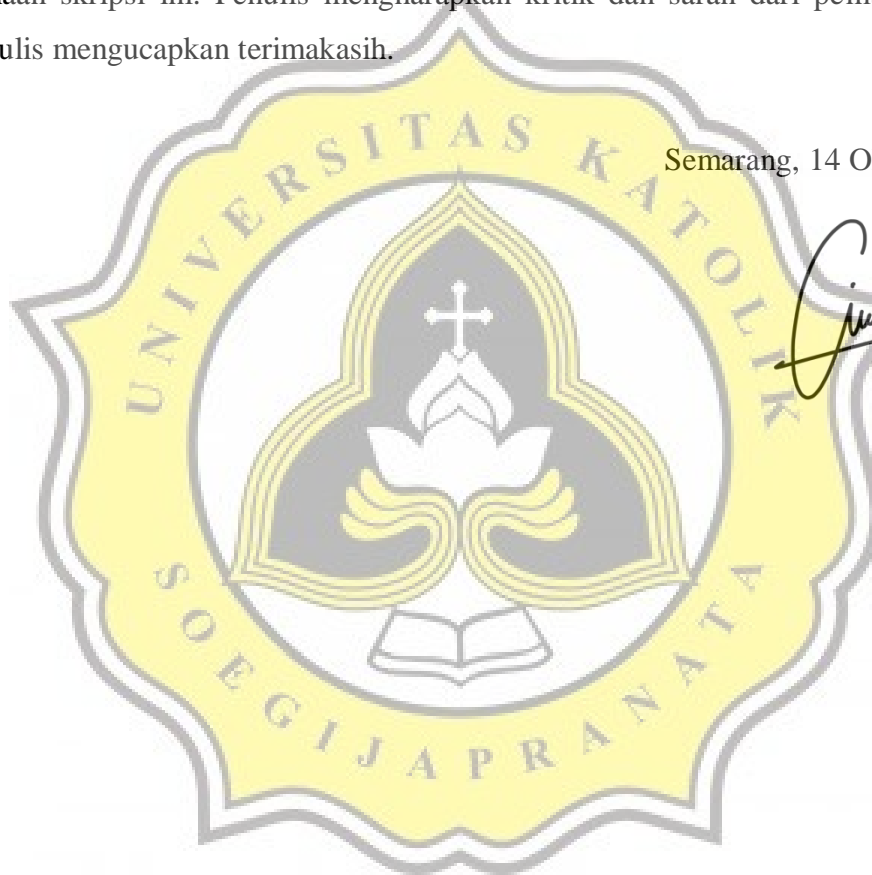 aan skripsi ini. Penulis mengharapkan kritik dan saran dari pem
ulis mengucapkan terimakasih.
Semarang, 14 O
UNIVERSITAS KATOLIK
SOEGIJAPRANATA